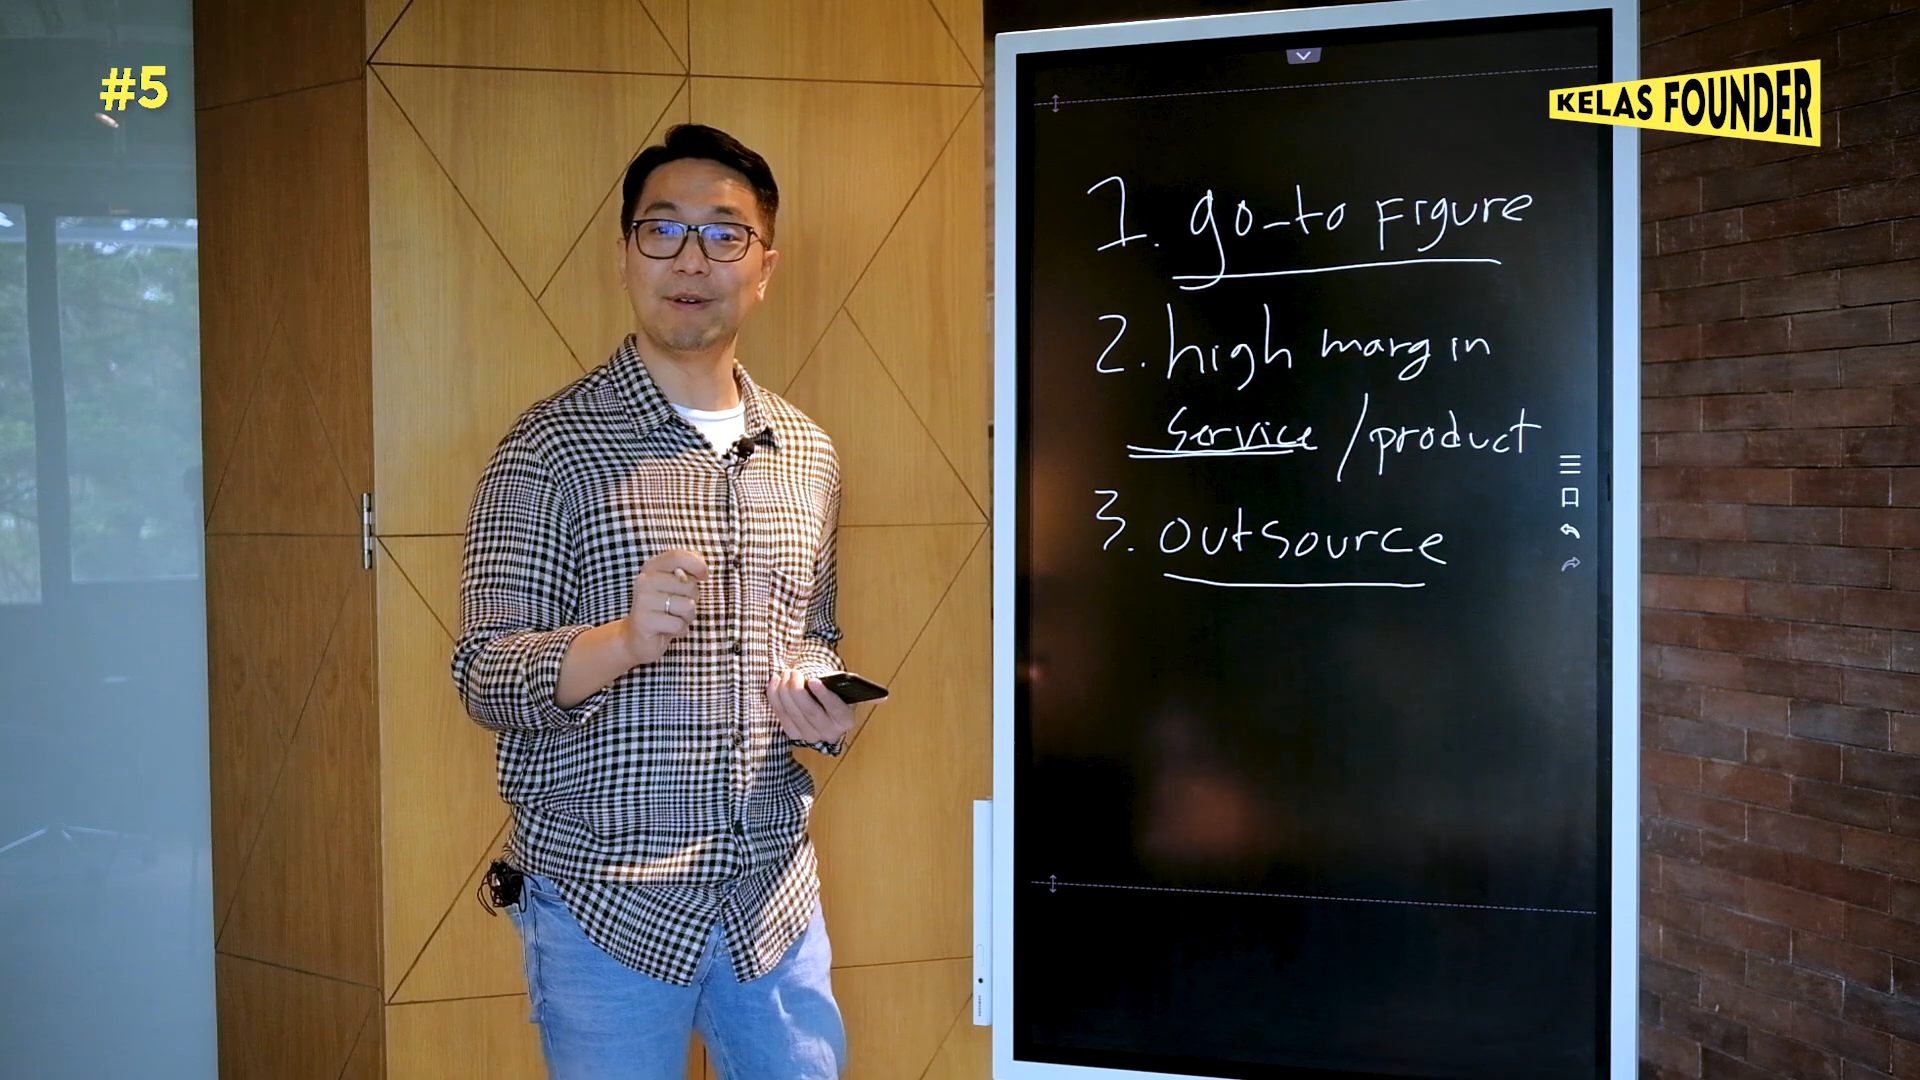 #5
KELAS FOUNDER
1. go-to Figure
2. high margin
service/product
3. outsource